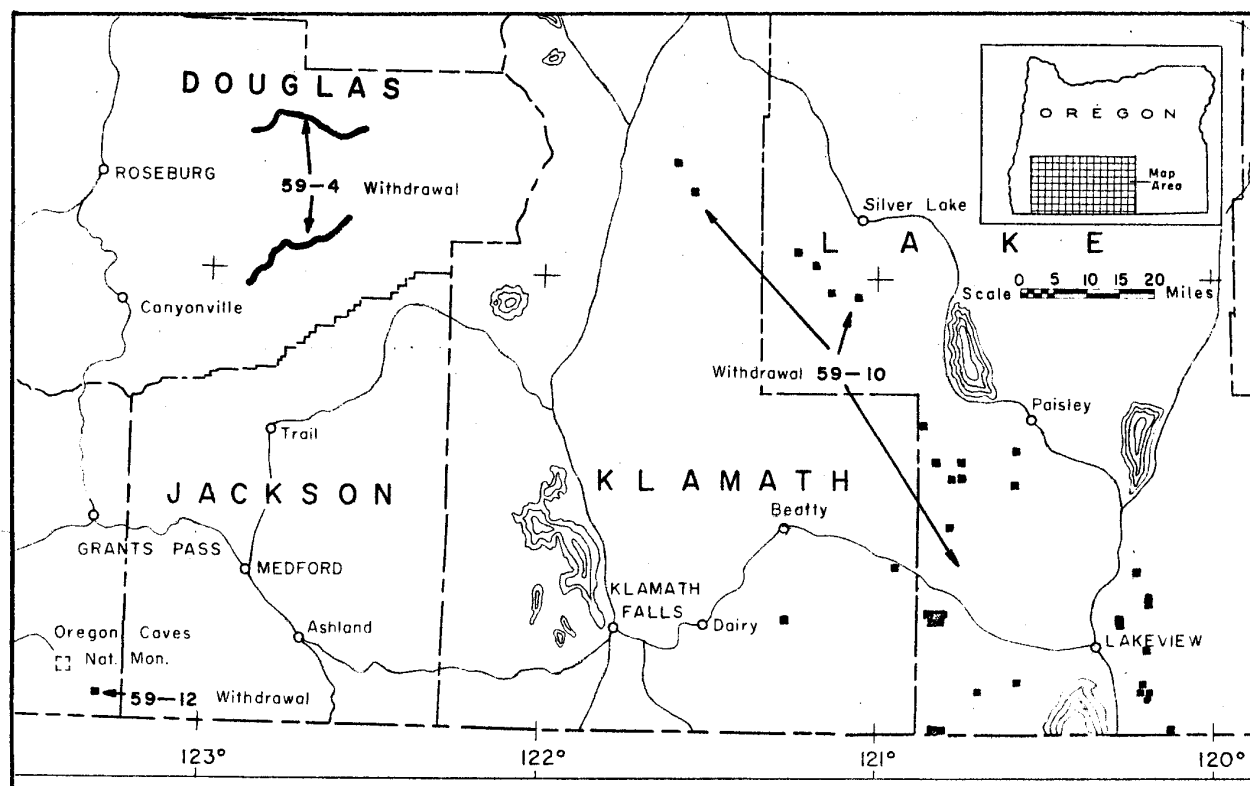 DOUGLAS
OREGON
Map
Area
ROSEBURG
59-4 Withdrawal
Silver Lake
LAKE
Scale 0 5 10 15 20 Miles
Canyonville
Withdrawal 59-10
Paisley
Trail
JACKSON
KLAMATH
Beatty
GRANTS PASS
MEDFORD
KLAMATH
FALLS
Dairy
Oregon Caves
Nat. Mon.
Ashland
LAKEVIEW
59-12 Withdrawal
123° 122° 121° 120°